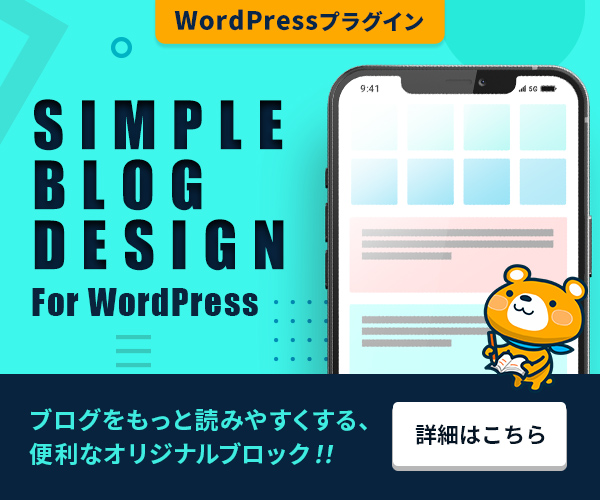 WordPressプラグイン
SIMPLE
BLOG
DESIGN
For WordPress
9:41
5G
ブログをもっと読みやすくする、
便利なオリジナルブロック!!
詳細はこちら